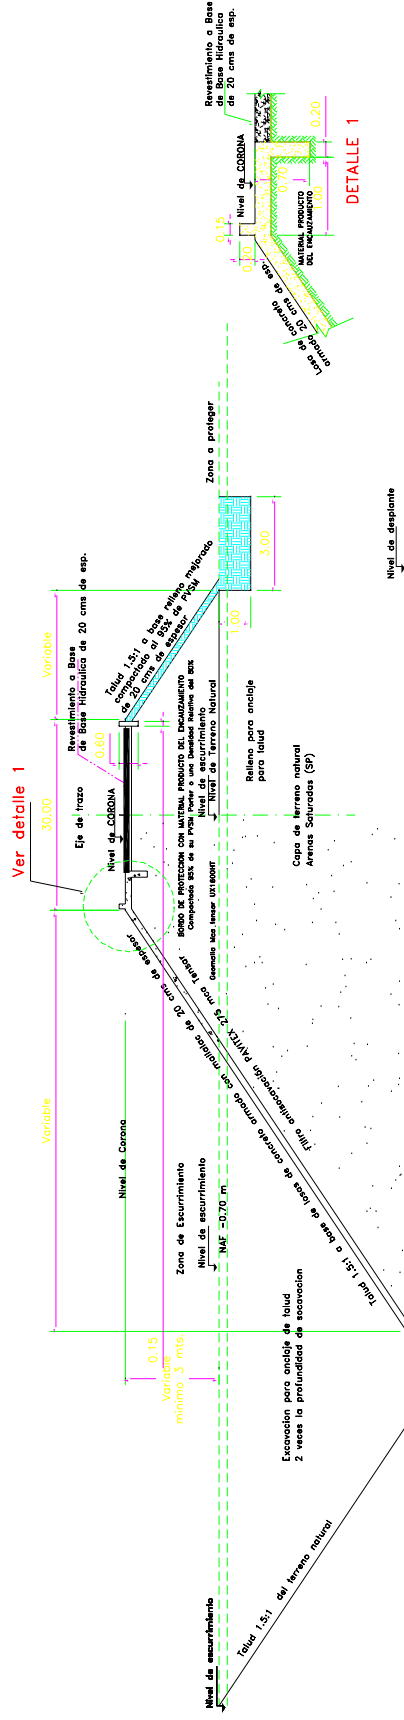 Ver detalle 1
30.00
Variable
Variable
Eje de trazo
Revestimiento a Base
de Base Hidraulica de 20 cms de esp.
Nivel de CORONA
0.60
Talud 1.5:1 a base relleno mejorado
compactado al 95% de PVSM
de 20 cms de espesor
Zona a proteger
3.00
1.00
BORDO DE PROTECCION CON MATERIAL PRODUCTO DEL ENCAUZAMIENTO
Compactado 95% de su PVSM Porter o una Densidad Relativa del 80%
Nivel de escurrimiento
Nivel de Terreno Natural
Geomalla Mca.tensar UX1600HT
Relleno para anclaje
para talud
Capa de terreno natural
Arenas Saturadas (SP)
Nivel de desplante
Nivel de Corona
Zona de Escurrimiento
Nivel de escurrimiento
NAF -0.70 m
0.15
Variable
minimo 3 mts.
Talud 1.5:1 a base de losas de concreto armado con mallalac de 20 cms de espesor
Filtro antisocavación PAVITEX 275 mca Tensar
Excavacion para anclaje de talud
2 veces la profundidad de socavacion
Talud 1.5:1 del terreno natural
Nivel de escurrimiento
Revestimiento a Base
de Base Hidraulica
de 20 cms de esp.
Nivel de CORONA
0.15
0.20
0.70
1.00
MATERIAL PRODUCTO
DEL ENCAUZAMIENTO
Losa de concreto
armado 20 cms de esp.
DETALLE 1